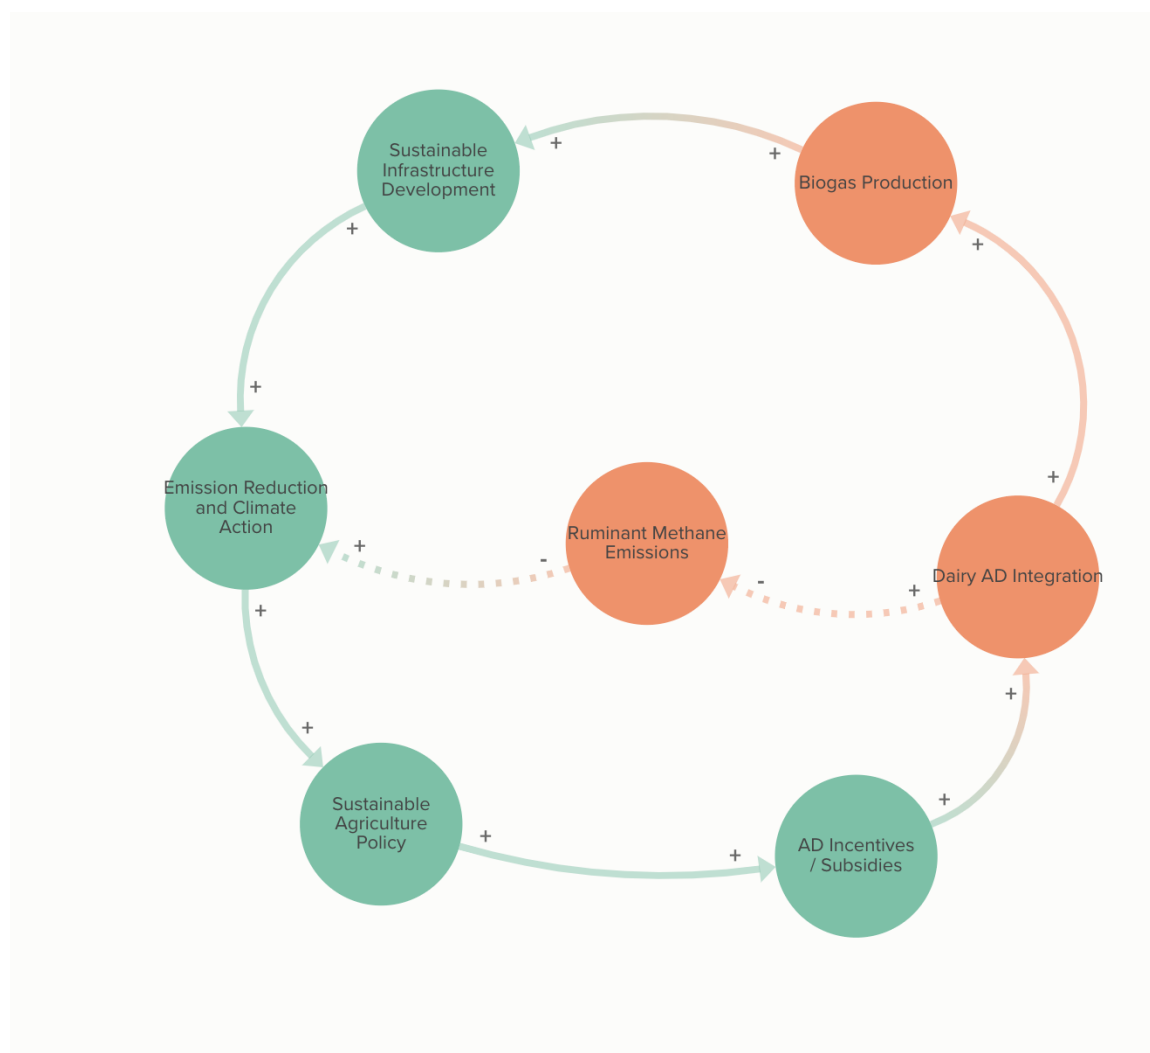 Sustainable
Infrastructure
Development
+
+
Biogas Production
+
+
+
+
Emission Reduction
and Climate
Action
+
-
Ruminant Methane
Emissions
-
+
Dairy AD Integration
+
+
+
+
Sustainable
Agriculture
Policy
+
+
AD Incentives
/ Subsidies
+